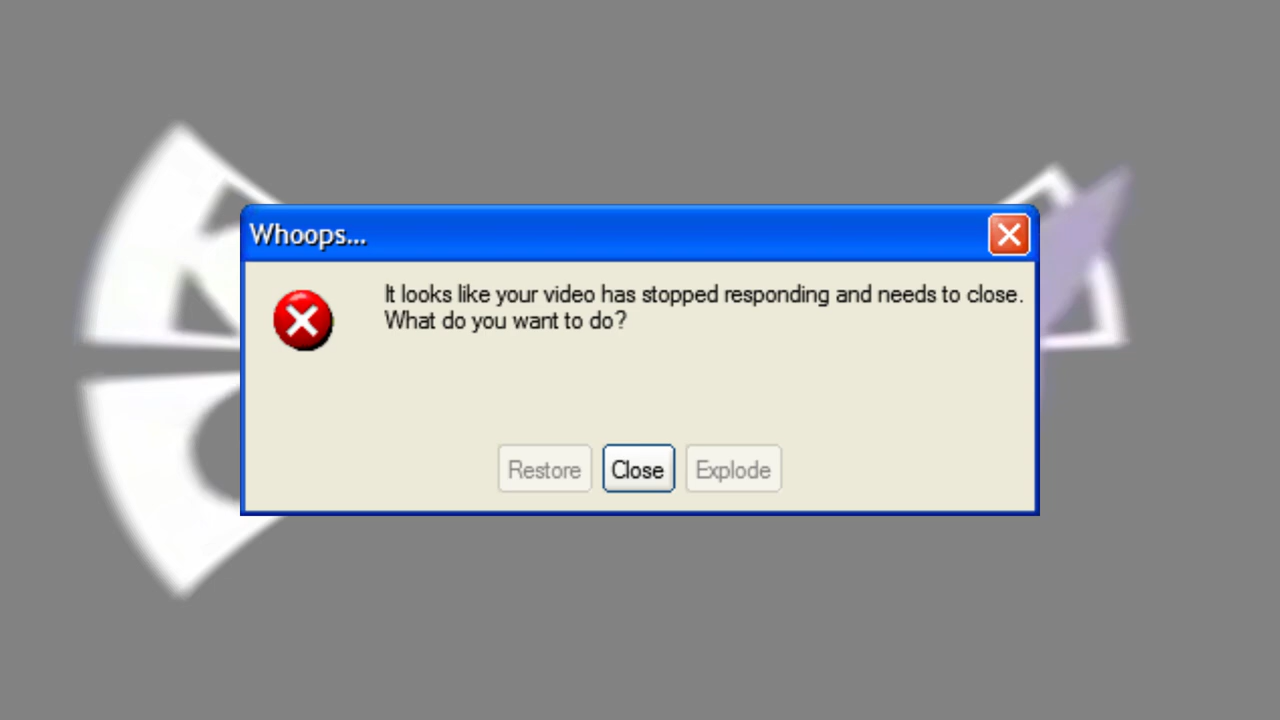 Whoops...
It looks like your video has stopped responding and needs to close.
What do you want to do?
Restore Close Explode